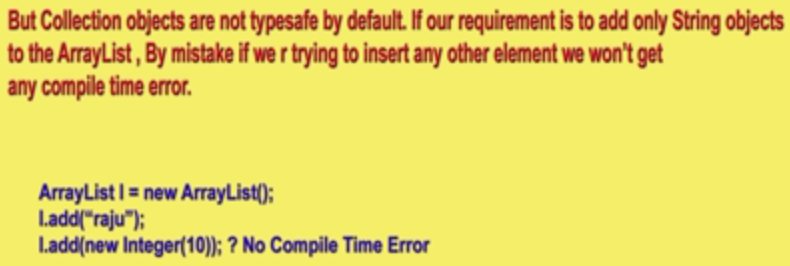 But Collection objects are not typesafe by default. If our requirement is to add only String objects
to the ArrayList , By mistake if we r trying to insert any other element we won't get
any compile time error.
ArrayList l = new ArrayList();
l.add(“raju”);
l.add(new Integer(10)); ? No Compile Time Error